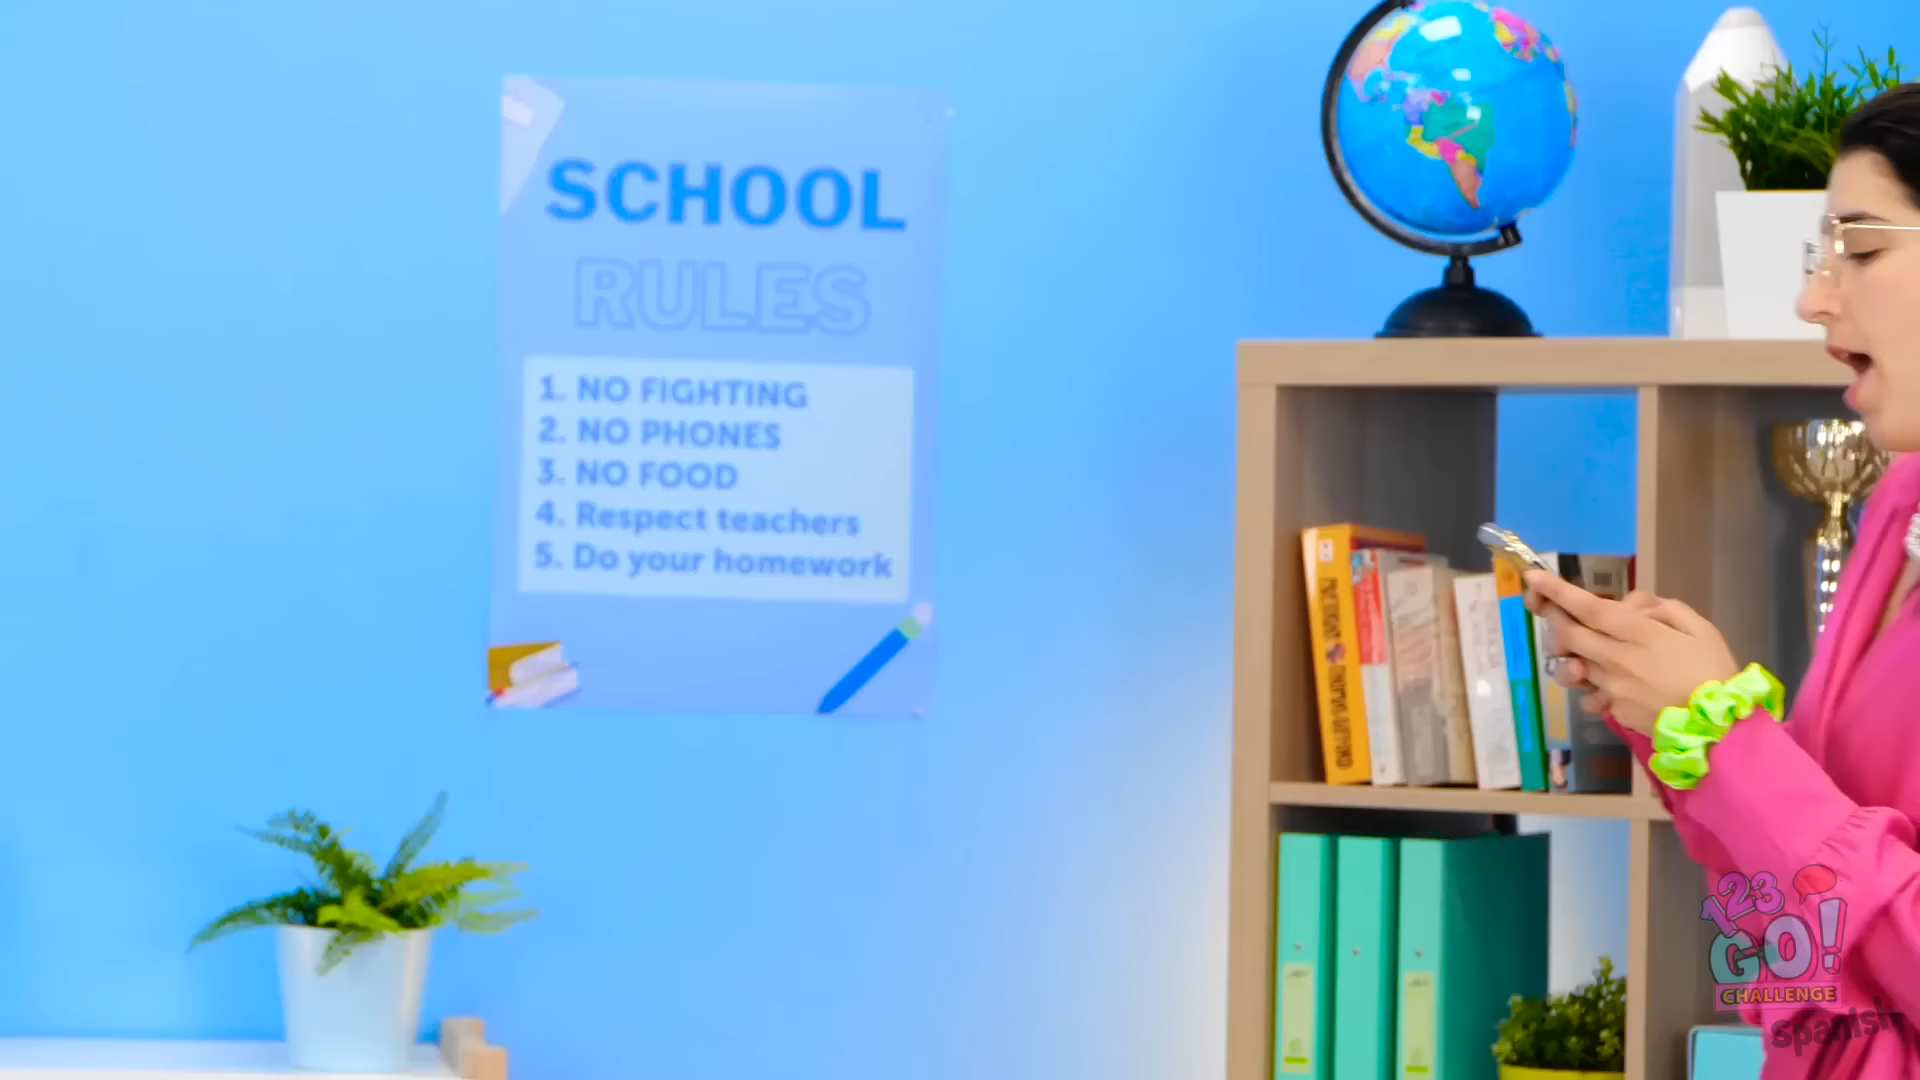 SCHOOL
RULES
1. NO FIGHTING
2. NO PHONES
3. NO FOOD
4. Respect teachers
5. Do your homework
123
GO!
CHALLENGE
Spanish